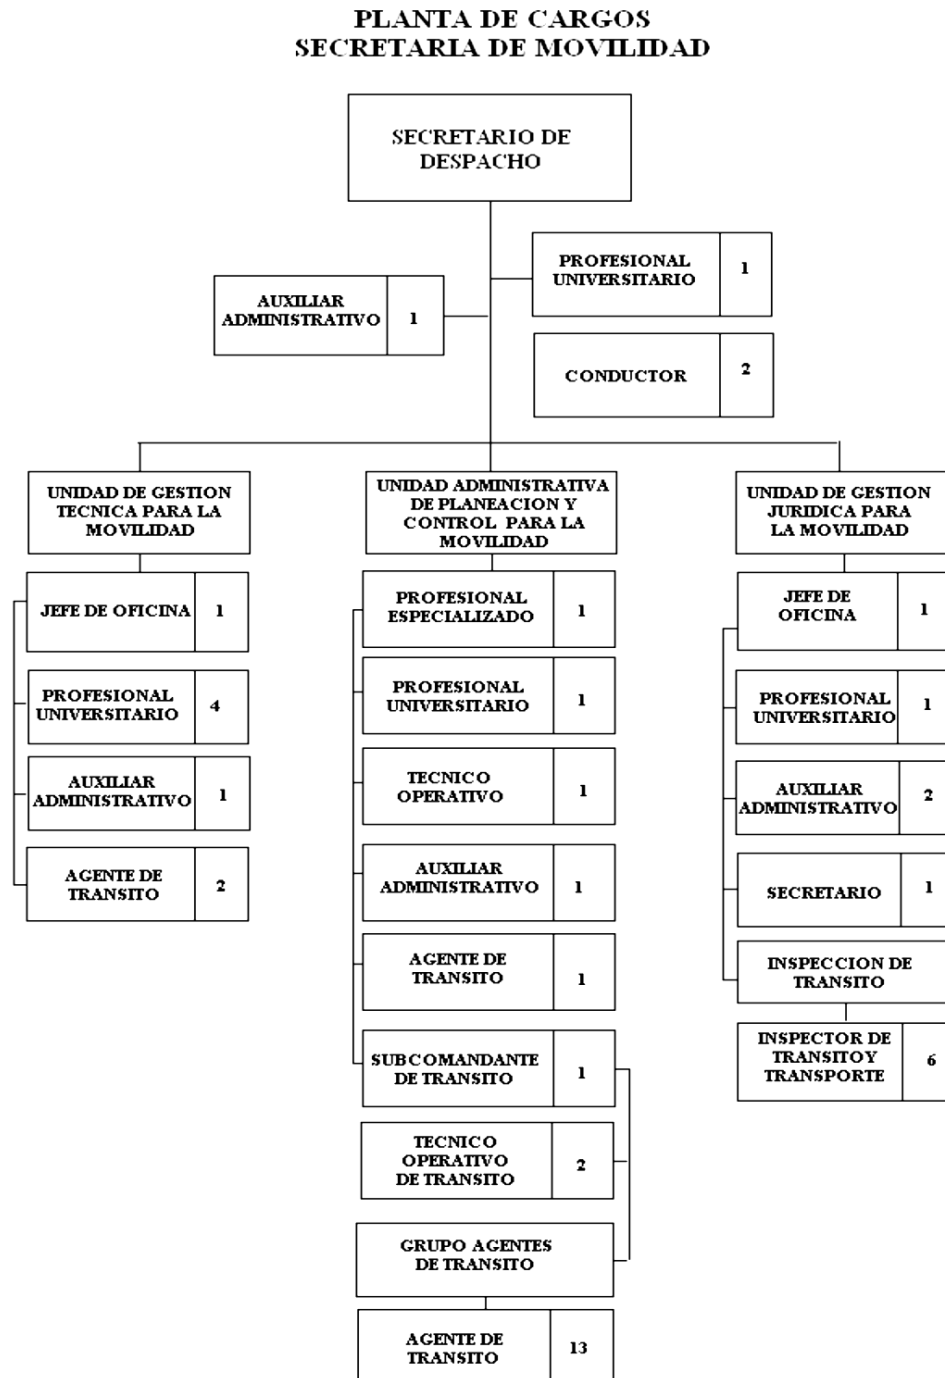 PLANTA DE CARGOS
SECRETARIA DE MOVILIDAD
SECRETARIO DE
DESPACHO
PROFESIONAL
UNIVERSITARIO
1
AUXILIAR
ADMINISTRATIVO
1
CONDUCTOR
2
UNIDAD DE GESTION
TECNICA PARA LA
MOVILIDAD
JEFE DE OFICINA
1
PROFESIONAL
UNIVERSITARIO
4
AUXILIAR
ADMINISTRATIVO
1
AGENTE DE
TRANSITO
2
UNIDAD ADMINISTRATIVA
DE PLANEACION Y
CONTROL PARA LA
MOVILIDAD
PROFESIONAL
ESPECIALIZADO
1
PROFESIONAL
UNIVERSITARIO
1
TECNICO
OPERATIVO
1
AUXILIAR
ADMINISTRATIVO
1
AGENTE DE
TRANSITO
1
SUBCOMANDANTE
DE TRANSITO
1
TECNICO
OPERATIVO
DE TRANSITO
2
GRUPO AGENTES
DE TRANSITO
AGENTE DE
TRANSITO
13
UNIDAD DE GESTION
JURIDICA PARA
LA MOVILIDAD
JEFE DE
OFICINA
1
PROFESIONAL
UNIVERSITARIO
1
AUXILIAR
ADMINISTRATIVO
2
SECRETARIO
1
INSPECCION DE
TRANSITO
INSPECTOR DE
TRANSITO Y
TRANSPORTE
6